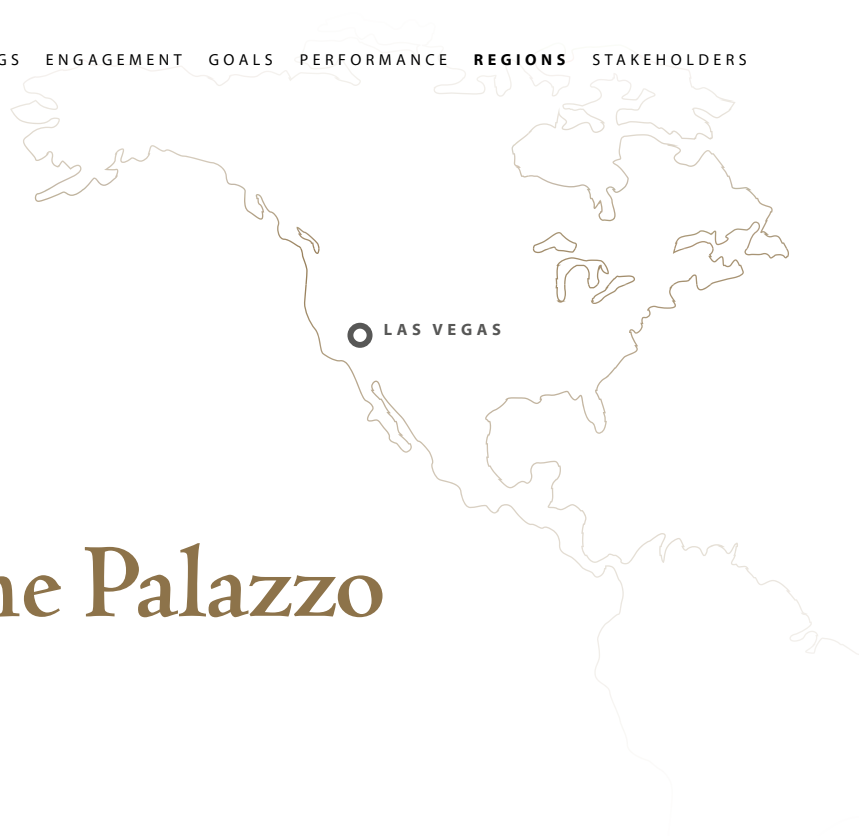 GS ENGAGEMENT GOALS PERFORMANCE REGIONS STAKEHOLDERS
LAS VEGAS
ne Palazzo